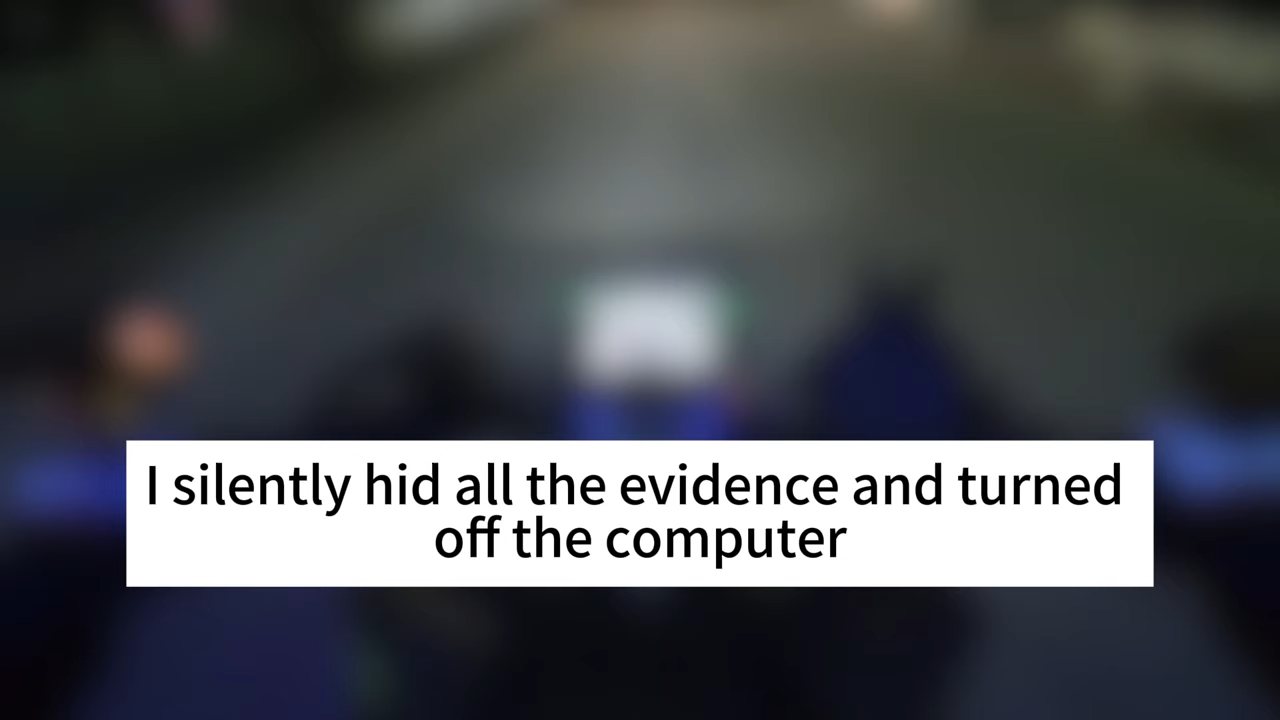 I silently hid all the evidence and turned
off the computer